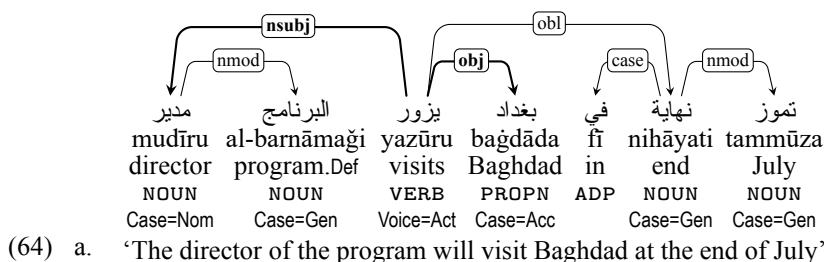 nsubj obl
nmod obj case nmod
مدير البرنامج يزور بغداد في نهاية تموز
mudīru al-barnāmaǧi yazūru baġdāda fī nihāyati tammūza
director program.Def visits Baghdad in end July
NOUN NOUN VERB PROPN ADP NOUN NOUN
Case=Nom Case=Gen Voice=Act Case=Acc Case=Gen Case=Gen
(64) a. ‘The director of the program will visit Baghdad at the end of July’